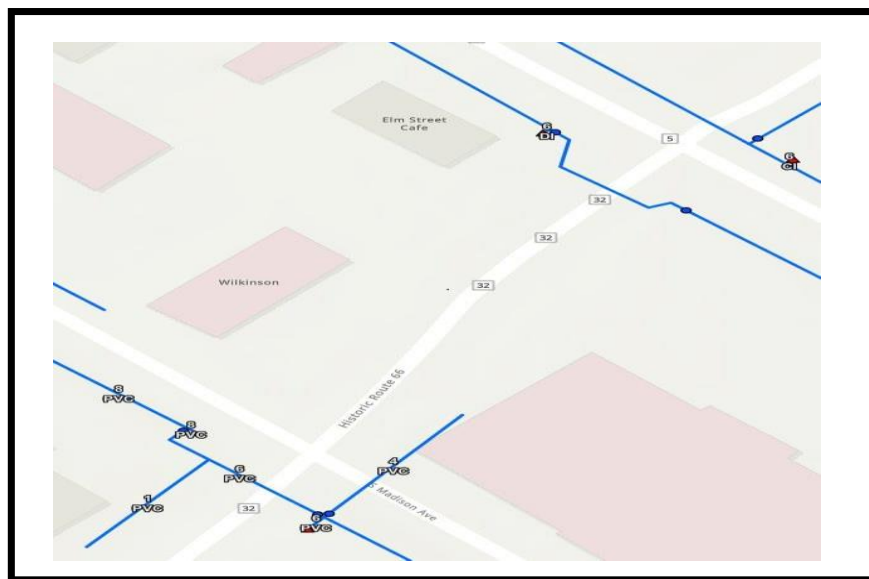 Elm Street
Cafe
6
DI
5
6
CI
32
32
32
Wilkinson
Historic Route 66
8
PVC
8
PVC
6
PVC
4
PVC
1
PVC
32
6
PVC
S Madison Ave